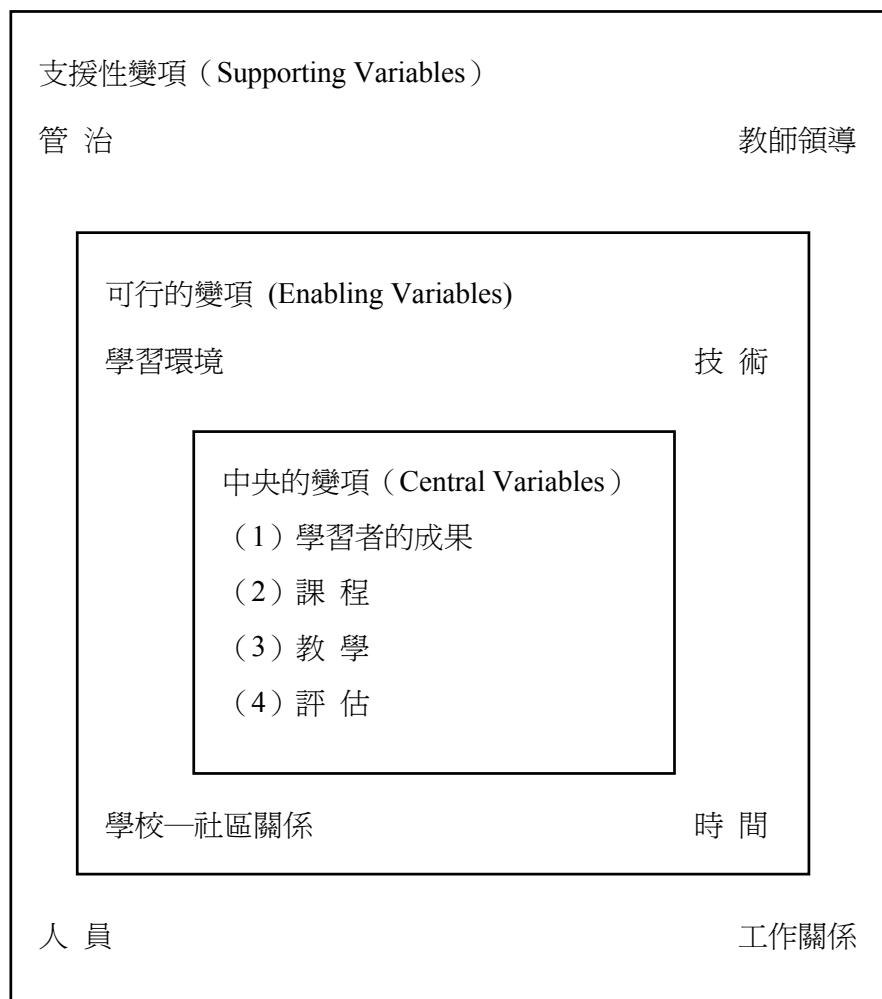 支援性變項（Supporting Variables）
管 治 教師領導
可行的變項 (Enabling Variables)
學習環境 技 術
中央的變項（Central Variables）
（1）學習者的成果
（2）課 程
（3）教 學
（4）評 估
學校—社區關係 時 間
人 員 工作關係